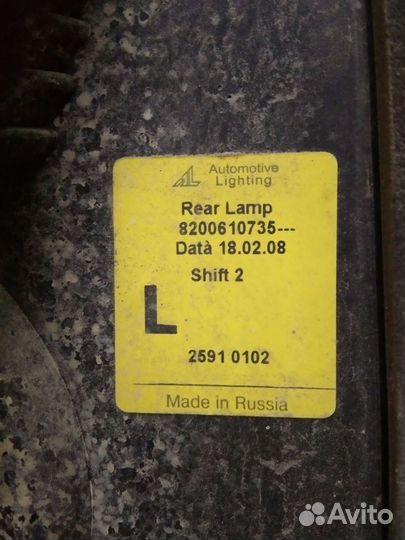 Automotive
Lighting
Rear Lamp
8200610735---
Datà 18.02.08
Shift 2
L
2591 0102
Made in Russia
Avito